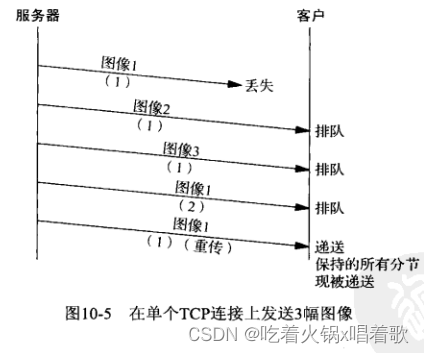 服务器 客户
图像1
（1）
丢失
图像2
（1）
排队
图像3
（1）
排队
图像1
（2）
排队
图像1
（1）（重传）
递送
保持的所有分节
现被递送
图10-5 在单个TCP连接上发送3幅图像
CSDN @吃着火锅x唱着歌